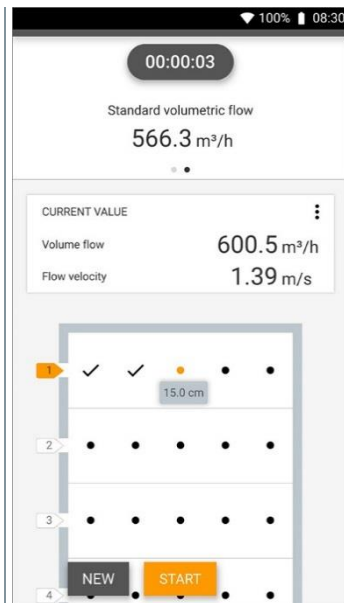 100% 08:30
00:00:03
Standard volumetric flow
566.3 m³/h
CURRENT VALUE
Volume flow 600.5 m³/h
Flow velocity 1.39 m/s
1
15.0 cm
2
3
NEW START
4